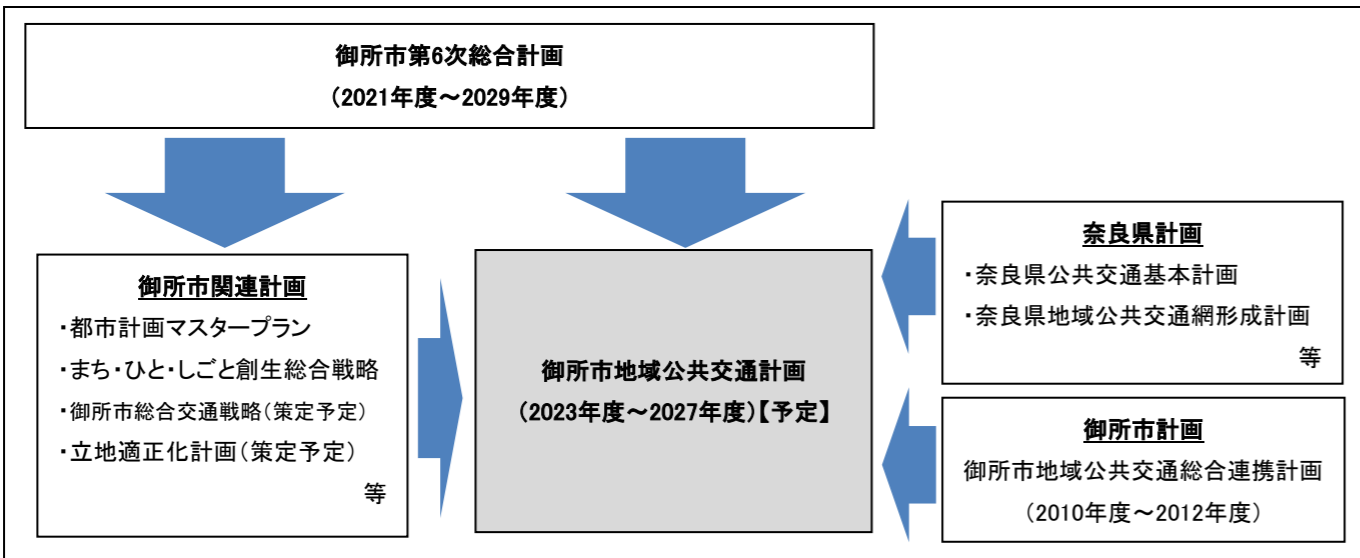 御所市第6次総合計画
（2021年度～2029年度）
御所市関連計画
・都市計画マスタープラン
・まち・ひと・しごと創生総合戦略
・御所市総合交通戦略（策定予定）
・立地適正化計画（策定予定）
等
御所市地域公共交通計画
（2023年度～2027年度）【予定】
奈良県計画
・奈良県公共交通基本計画
・奈良県地域公共交通網形成計画
等
御所市計画
御所市地域公共交通総合連携計画
（2010年度～2012年度）